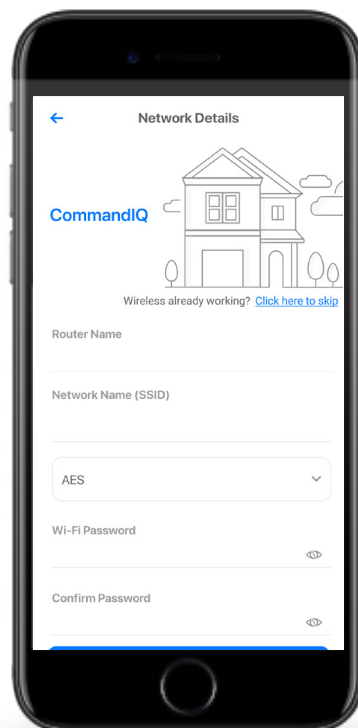 Network Details
CommandIQ
Wireless already working? Click here to skip
Router Name
Network Name (SSID)
AES
Wi-Fi Password
Confirm Password